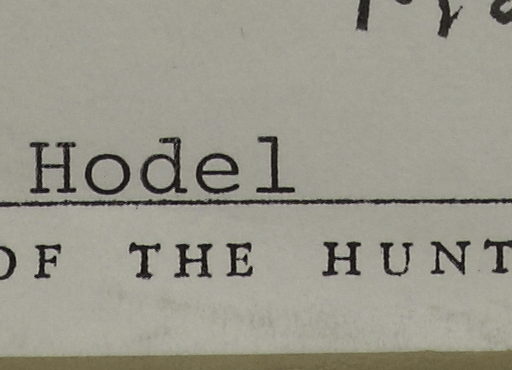 Hodel
OF THE HUNT